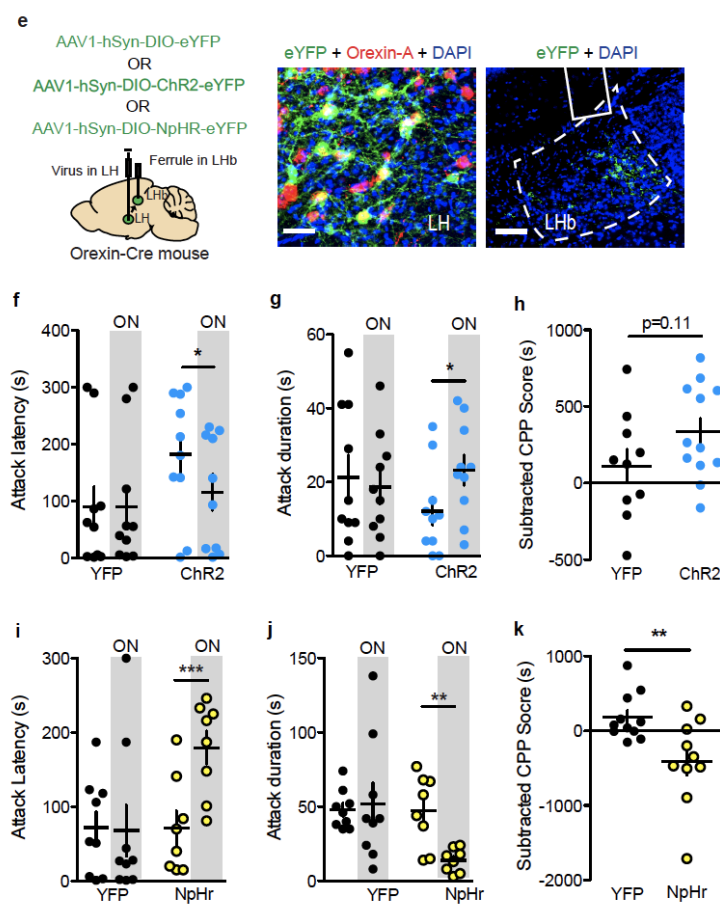 e
AAV1-hSyn-DIO-eYFP
OR
AAV1-hSyn-DIO-ChR2-eYFP
OR
AAV1-hSyn-DIO-NpHR-eYFP
Virus in LH
Ferrule in LHb
LHb
LH
Orexin-Cre mouse
eYFP + Orexin-A + DAPI
LH
eYFP + DAPI
LHb
f
ON
ON
Attack latency (s)
400
300
200
100
0
*
YFP
ChR2
g
ON
ON
Attack duration (s)
60
40
20
0
*
YFP
ChR2
h
p=0.11
Subtracted CPP Score (s)
1000
500
0
-500
YFP
ChR2
i
ON
ON
Attack Latency (s)
300
200
100
0
***
YFP
NpHr
j
ON
ON
Attack duration (s)
150
100
50
0
**
YFP
NpHr
k
**
Subtracted CPP Socre (s)
1000
0
-1000
-2000
YFP
NpHr